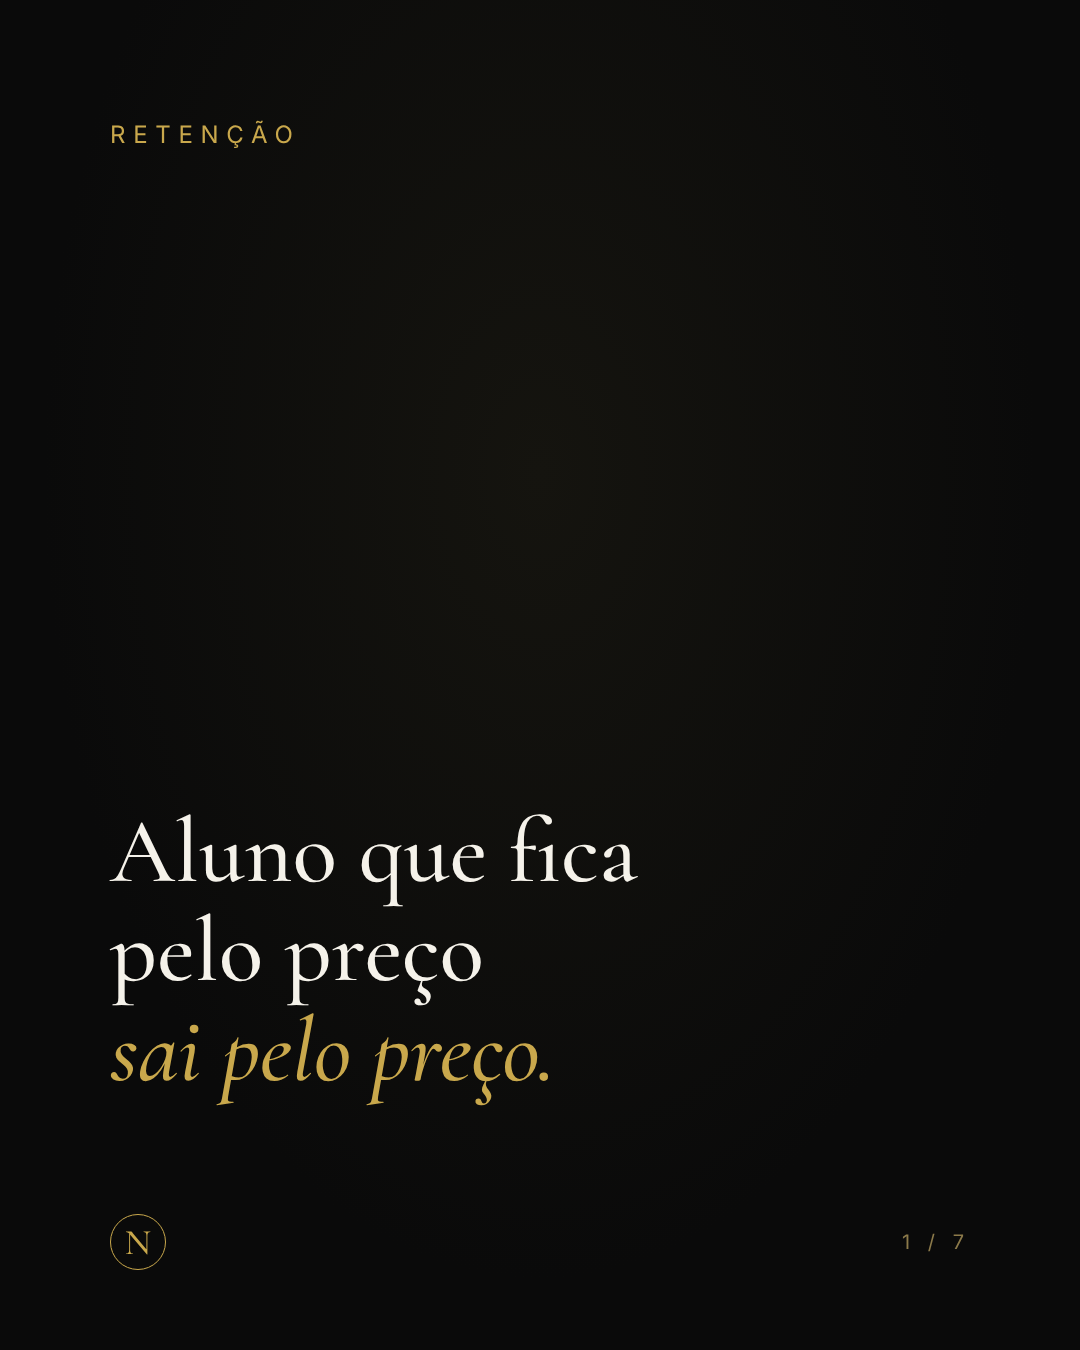 RETENÇÃO
Aluno que fica
pelo preço
sai pelo preço.
N
1 / 7